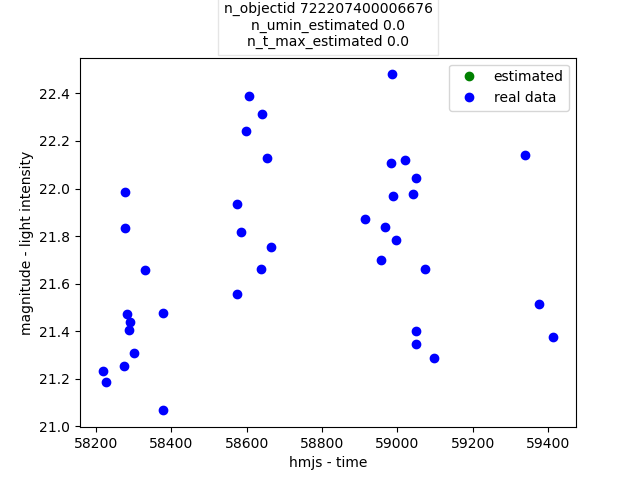 n_objectid 722207400006676
n_umin_estimated 0.0
n_t_max_estimated 0.0
estimated
real data
magnitude - light intensity
22.4
22.2
22.0
21.8
21.6
21.4
21.2
21.0
58200 58400 58600 58800 59000 59200 59400
hmjs - time